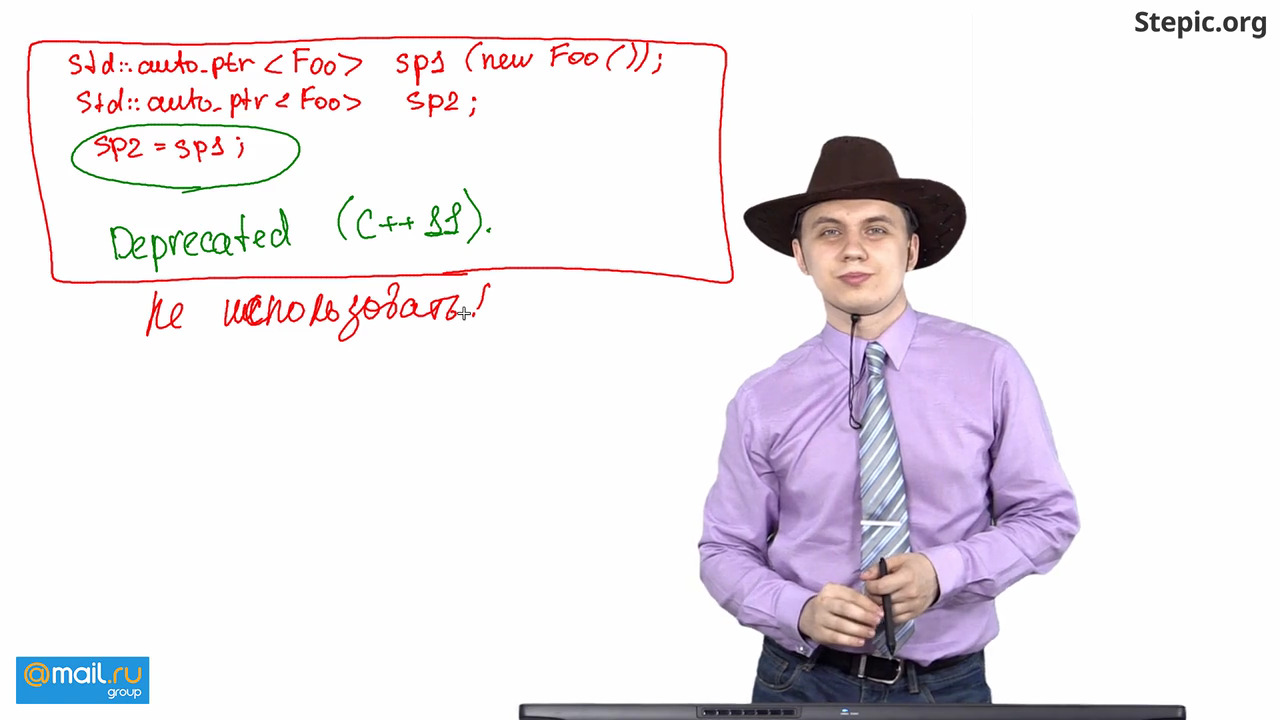 Stepic.org
std::auto_ptr <Foo> sp1 (new Foo());
std::auto_ptr <Foo> sp2;
sp2 = sp1;
Deprecated (C++11).
не использовать!
@mail.ru
group